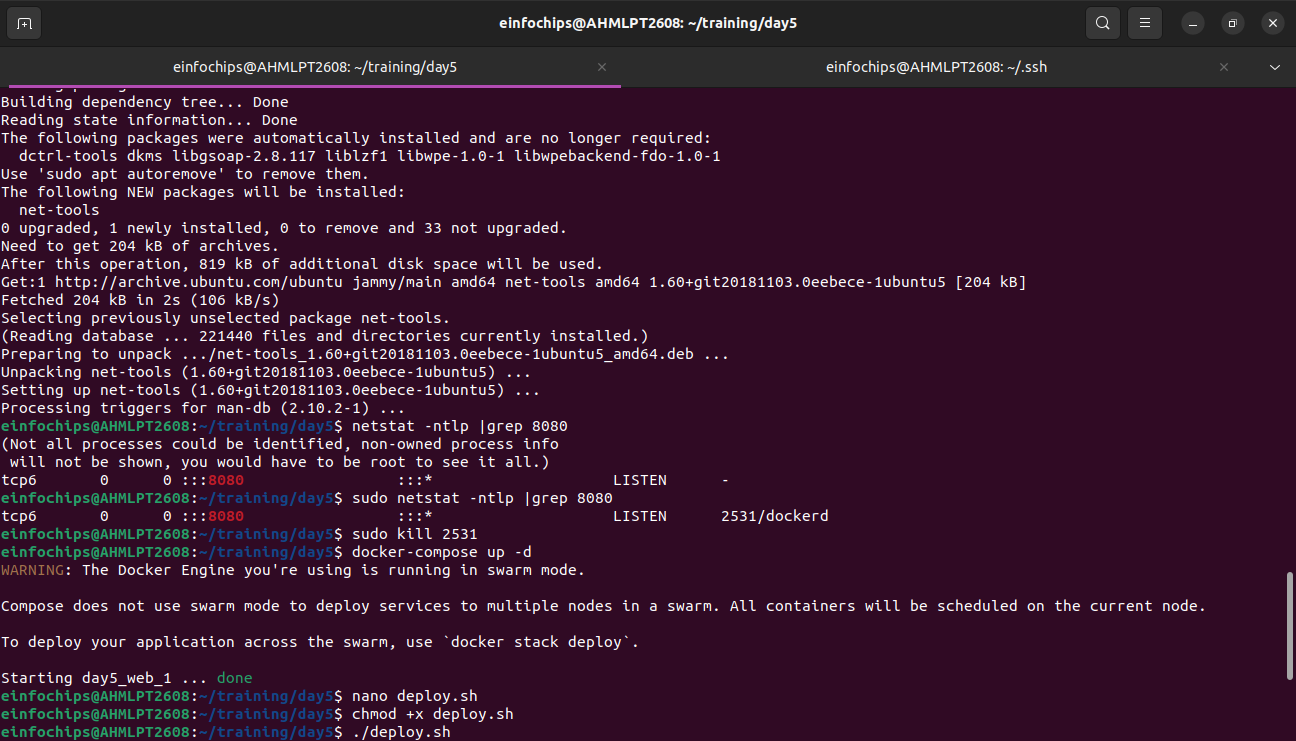 einfochips@AHMLPT2608: ~/training/day5
einfochips@AHMLPT2608: ~/training/day5
einfochips@AHMLPT2608: ~/.ssh
Building dependency tree... Done
Reading state information... Done
The following packages were automatically installed and are no longer required:
  dctrl-tools dkms libgsoap-2.8.117 liblzf1 libwpe-1.0-1 libwpebackend-fdo-1.0-1
Use 'sudo apt autoremove' to remove them.
The following NEW packages will be installed:
  net-tools
0 upgraded, 1 newly installed, 0 to remove and 33 not upgraded.
Need to get 204 kB of archives.
After this operation, 819 kB of additional disk space will be used.
Get:1 http://archive.ubuntu.com/ubuntu jammy/main amd64 net-tools amd64 1.60+git20181103.0eebece-1ubuntu5 [204 kB]
Fetched 204 kB in 2s (106 kB/s)
Selecting previously unselected package net-tools.
(Reading database ... 221440 files and directories currently installed.)
Preparing to unpack .../net-tools_1.60+git20181103.0eebece-1ubuntu5_amd64.deb ...
Unpacking net-tools (1.60+git20181103.0eebece-1ubuntu5) ...
Setting up net-tools (1.60+git20181103.0eebece-1ubuntu5) ...
Processing triggers for man-db (2.10.2-1) ...
einfochips@AHMLPT2608:~/training/day5$ netstat -ntlp |grep 8080
(Not all processes could be identified, non-owned process info
 will not be shown, you would have to be root to see it all.)
tcp6       0      0 :::8080                 :::*                    LISTEN      -
einfochips@AHMLPT2608:~/training/day5$ sudo netstat -ntlp |grep 8080
tcp6       0      0 :::8080                 :::*                    LISTEN      2531/dockerd
einfochips@AHMLPT2608:~/training/day5$ sudo kill 2531
einfochips@AHMLPT2608:~/training/day5$ docker-compose up -d
WARNING: The Docker Engine you're using is running in swarm mode.
Compose does not use swarm mode to deploy services to multiple nodes in a swarm. All containers will be scheduled on the current node.
To deploy your application across the swarm, use `docker stack deploy`.
Starting day5_web_1 ... done
einfochips@AHMLPT2608:~/training/day5$ nano deploy.sh
einfochips@AHMLPT2608:~/training/day5$ chmod +x deploy.sh
einfochips@AHMLPT2608:~/training/day5$ ./deploy.sh